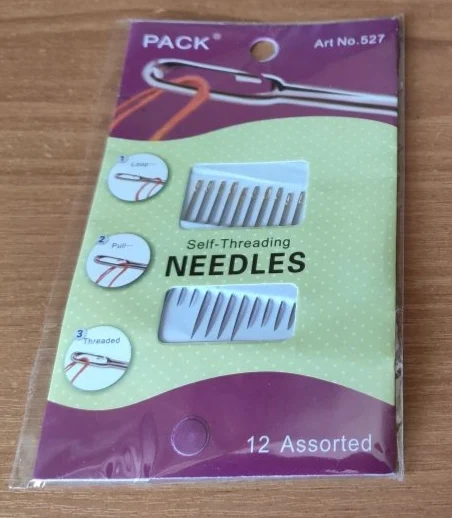 PACK®
Art No.527
1 Loop—
Self-Threading
NEEDLES
2 Pull—
3 Threaded
12 Assorted